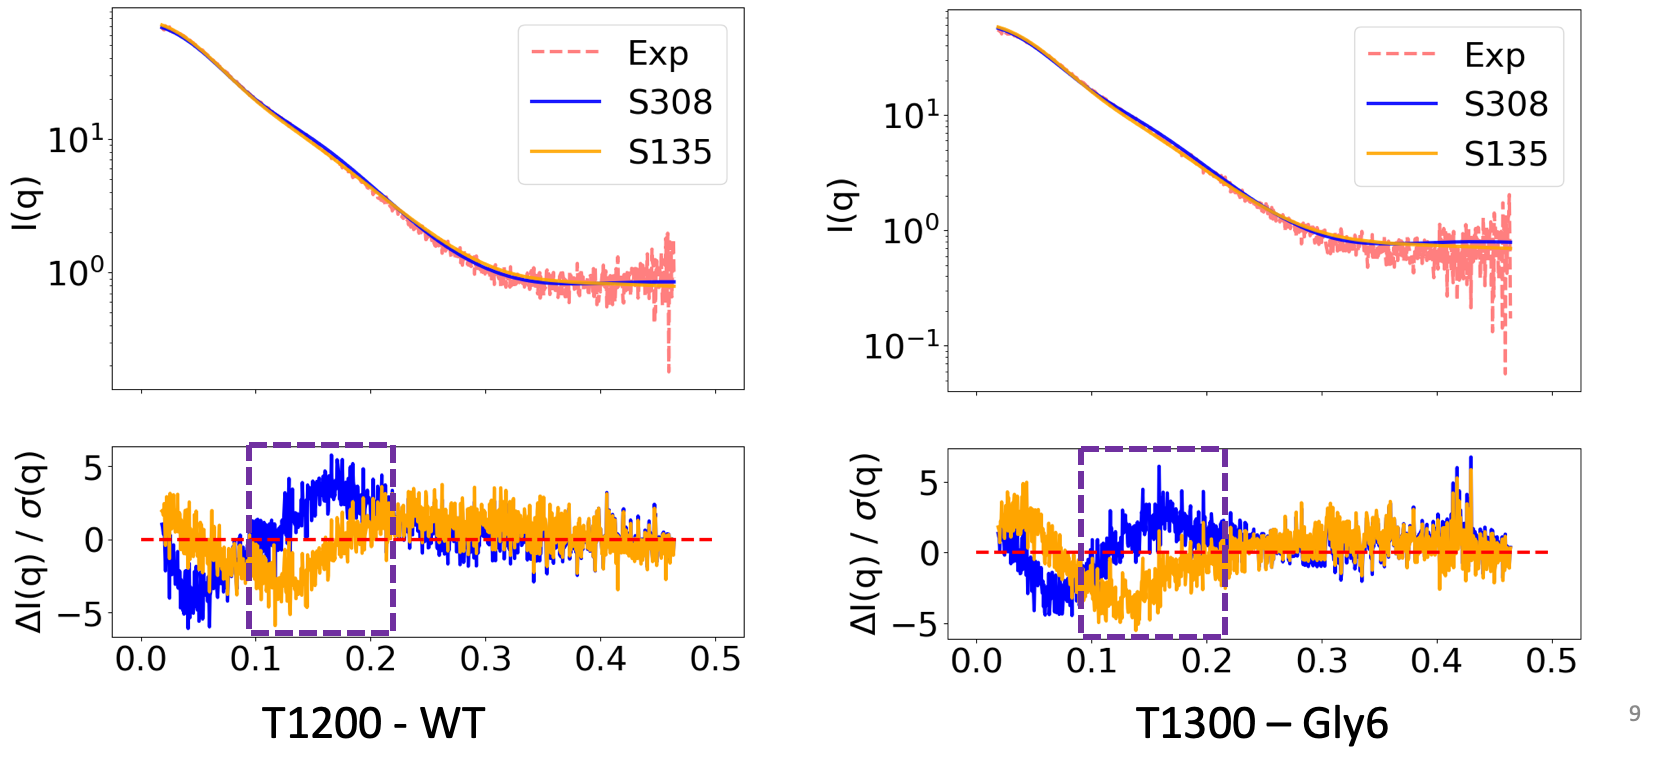 Exp
S308
S135
10¹
10⁰
I(q)
5
0
−5
ΔI(q) / σ(q)
0.0 0.1 0.2 0.3 0.4 0.5
T1200 - WT
Exp
S308
S135
10¹
10⁰
10⁻¹
I(q)
5
0
−5
ΔI(q) / σ(q)
0.0 0.1 0.2 0.3 0.4 0.5
T1300 – Gly6
9